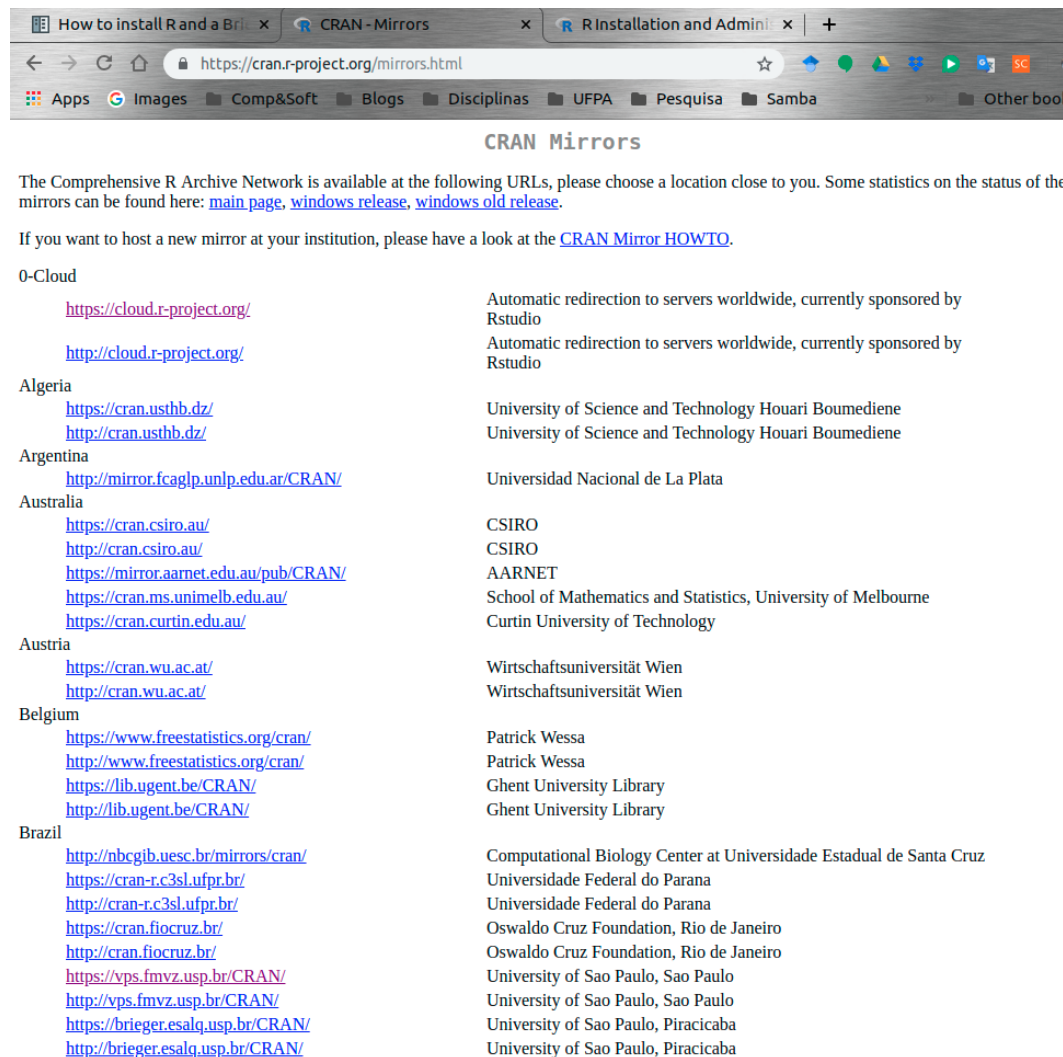 How to install R and a Bri
CRAN - Mirrors
R Installation and Admini
https://cran.r-project.org/mirrors.html
SC
Apps Images Comp&Soft Blogs Disciplinas UFPA Pesquisa Samba » Other boo
CRAN Mirrors
The Comprehensive R Archive Network is available at the following URLs, please choose a location close to you. Some statistics on the status of the
mirrors can be found here: main page, windows release, windows old release.
If you want to host a new mirror at your institution, please have a look at the CRAN Mirror HOWTO.
0-Cloud
https://cloud.r-project.org/ Automatic redirection to servers worldwide, currently sponsored by
Rstudio
http://cloud.r-project.org/ Automatic redirection to servers worldwide, currently sponsored by
Rstudio
Algeria
https://cran.usthb.dz/ University of Science and Technology Houari Boumediene
http://cran.usthb.dz/ University of Science and Technology Houari Boumediene
Argentina
http://mirror.fcaglp.unlp.edu.ar/CRAN/ Universidad Nacional de La Plata
Australia
https://cran.csiro.au/ CSIRO
http://cran.csiro.au/ CSIRO
https://mirror.aarnet.edu.au/pub/CRAN/ AARNET
https://cran.ms.unimelb.edu.au/ School of Mathematics and Statistics, University of Melbourne
https://cran.curtin.edu.au/ Curtin University of Technology
Austria
https://cran.wu.ac.at/ Wirtschaftsuniversität Wien
http://cran.wu.ac.at/ Wirtschaftsuniversität Wien
Belgium
https://www.freestatistics.org/cran/ Patrick Wessa
http://www.freestatistics.org/cran/ Patrick Wessa
https://lib.ugent.be/CRAN/ Ghent University Library
http://lib.ugent.be/CRAN/ Ghent University Library
Brazil
http://nbcgib.uesc.br/mirrors/cran/ Computational Biology Center at Universidade Estadual de Santa Cruz
https://cran-r.c3sl.ufpr.br/ Universidade Federal do Parana
http://cran-r.c3sl.ufpr.br/ Universidade Federal do Parana
https://cran.fiocruz.br/ Oswaldo Cruz Foundation, Rio de Janeiro
http://cran.fiocruz.br/ Oswaldo Cruz Foundation, Rio de Janeiro
https://vps.fmvz.usp.br/CRAN/ University of Sao Paulo, Sao Paulo
http://vps.fmvz.usp.br/CRAN/ University of Sao Paulo, Sao Paulo
https://brieger.esalq.usp.br/CRAN/ University of Sao Paulo, Piracicaba
http://brieger.esalq.usp.br/CRAN/ University of Sao Paulo, Piracicaba